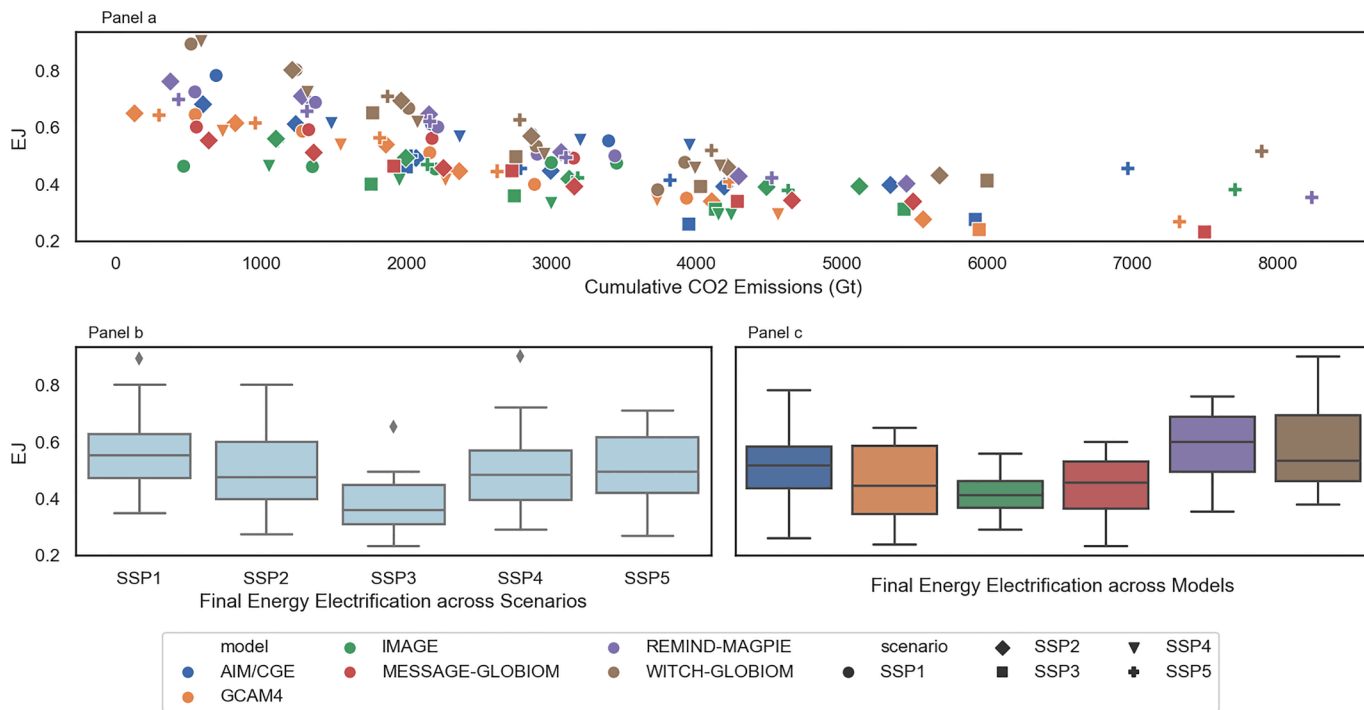 Panel a
0.8
0.6
0.4
0.2
EJ
0 1000 2000 3000 4000 5000 6000 7000 8000
Cumulative CO2 Emissions (Gt)
Panel b
Panel c
0.8
0.6
0.4
0.2
EJ
SSP1 SSP2 SSP3 SSP4 SSP5
Final Energy Electrification across Scenarios
Final Energy Electrification across Models
model IMAGE REMIND-MAGPIE scenario SSP2 SSP4
AIM/CGE MESSAGE-GLOBIOM WITCH-GLOBIOM SSP1 SSP3 SSP5
GCAM4